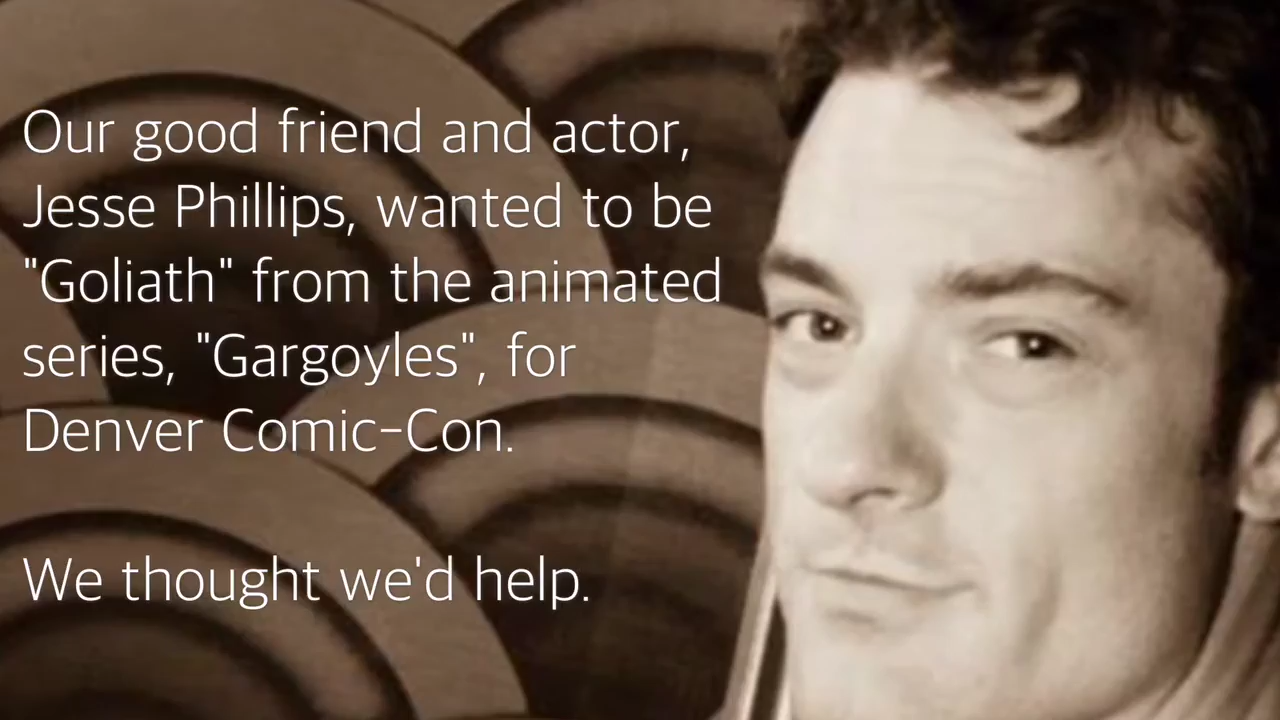 Our good friend and actor,
Jesse Phillips, wanted to be
"Goliath" from the animated
series, "Gargoyles", for
Denver Comic-Con.
We thought we'd help.